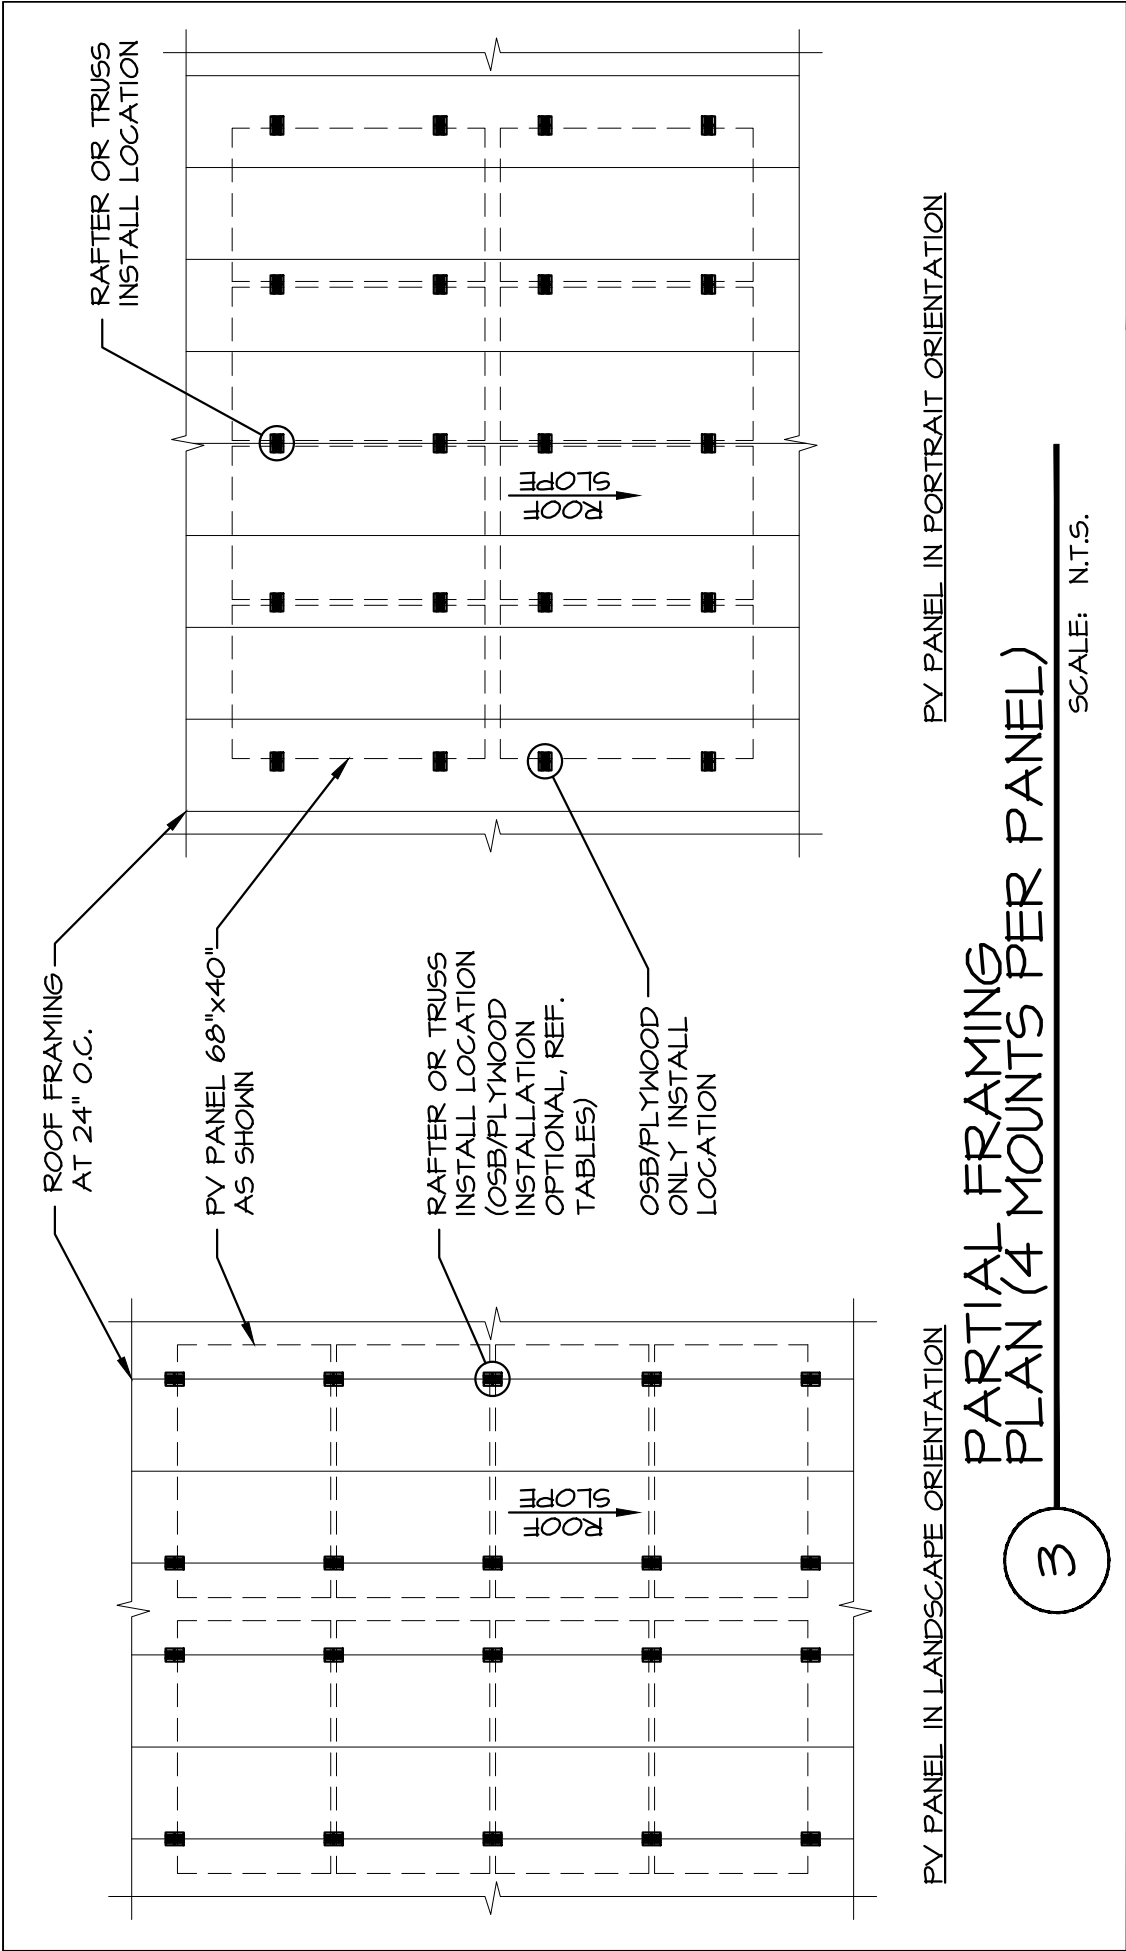 ROOF FRAMING
AT 24" O.C.
PV PANEL 68"x40"
AS SHOWN
RAFTER OR TRUSS
INSTALL LOCATION
(OSB/PLYWOOD
INSTALLATION
OPTIONAL, REF.
TABLES)
OSB/PLYWOOD
ONLY INSTALL
LOCATION
RAFTER OR TRUSS
INSTALL LOCATION
ROOF
SLOPE
ROOF
SLOPE
PV PANEL IN LANDSCAPE ORIENTATION
PV PANEL IN PORTRAIT ORIENTATION
3
PARTIAL FRAMING
PLAN (4 MOUNTS PER PANEL)
SCALE: N.T.S.